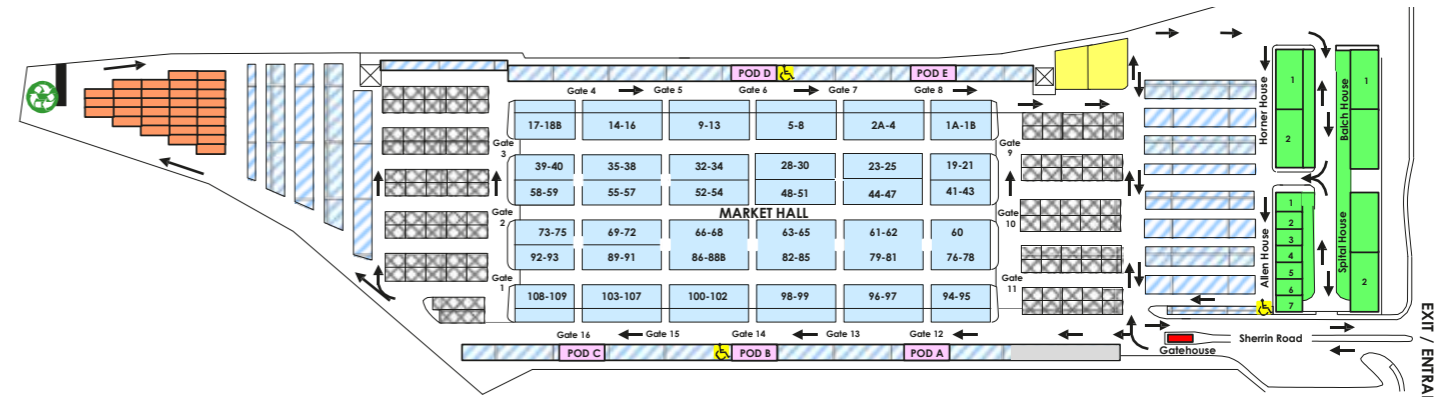 POD D
POD E
Gate 4
Gate 5
Gate 6
Gate 7
Gate 8
17-18B
14-16
9-13
5-8
2A-4
1A-1B
Gate
3
Gate
9
39-40
35-38
32-34
28-30
23-25
19-21
58-59
55-57
52-54
48-51
44-47
41-43
MARKET HALL
Gate
2
Gate
10
73-75
69-72
66-68
63-65
61-62
60
92-93
89-91
86-88B
82-85
79-81
76-78
Gate
1
Gate
11
108-109
103-107
100-102
98-99
96-97
94-95
Gate 16
Gate 15
Gate 14
Gate 13
Gate 12
POD C
POD B
POD A
Horner House
1
2
Balch House
1
Allen House
1
2
3
4
5
6
7
Spital House
2
Gatehouse
Sherrin Road
EXIT / ENTRA